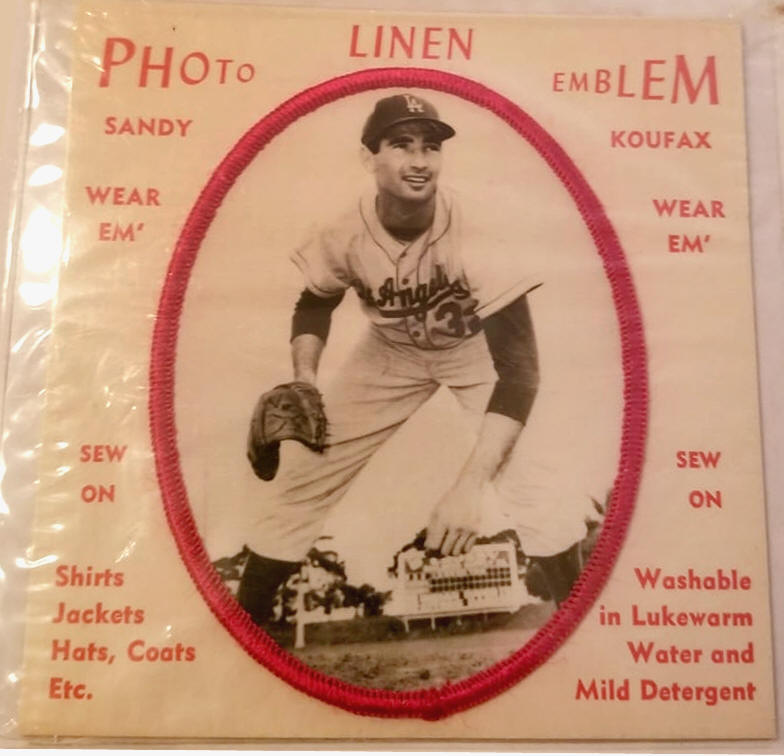 PHOTO LINEN EMBLEM
SANDY KOUFAX
WEAR WEAR
EM' EM'
LA
Los Angeles
32
SEW SEW
ON ON
Shirts
Jackets
Hats, Coats
Etc.
Washable
in Lukewarm
Water and
Mild Detergent